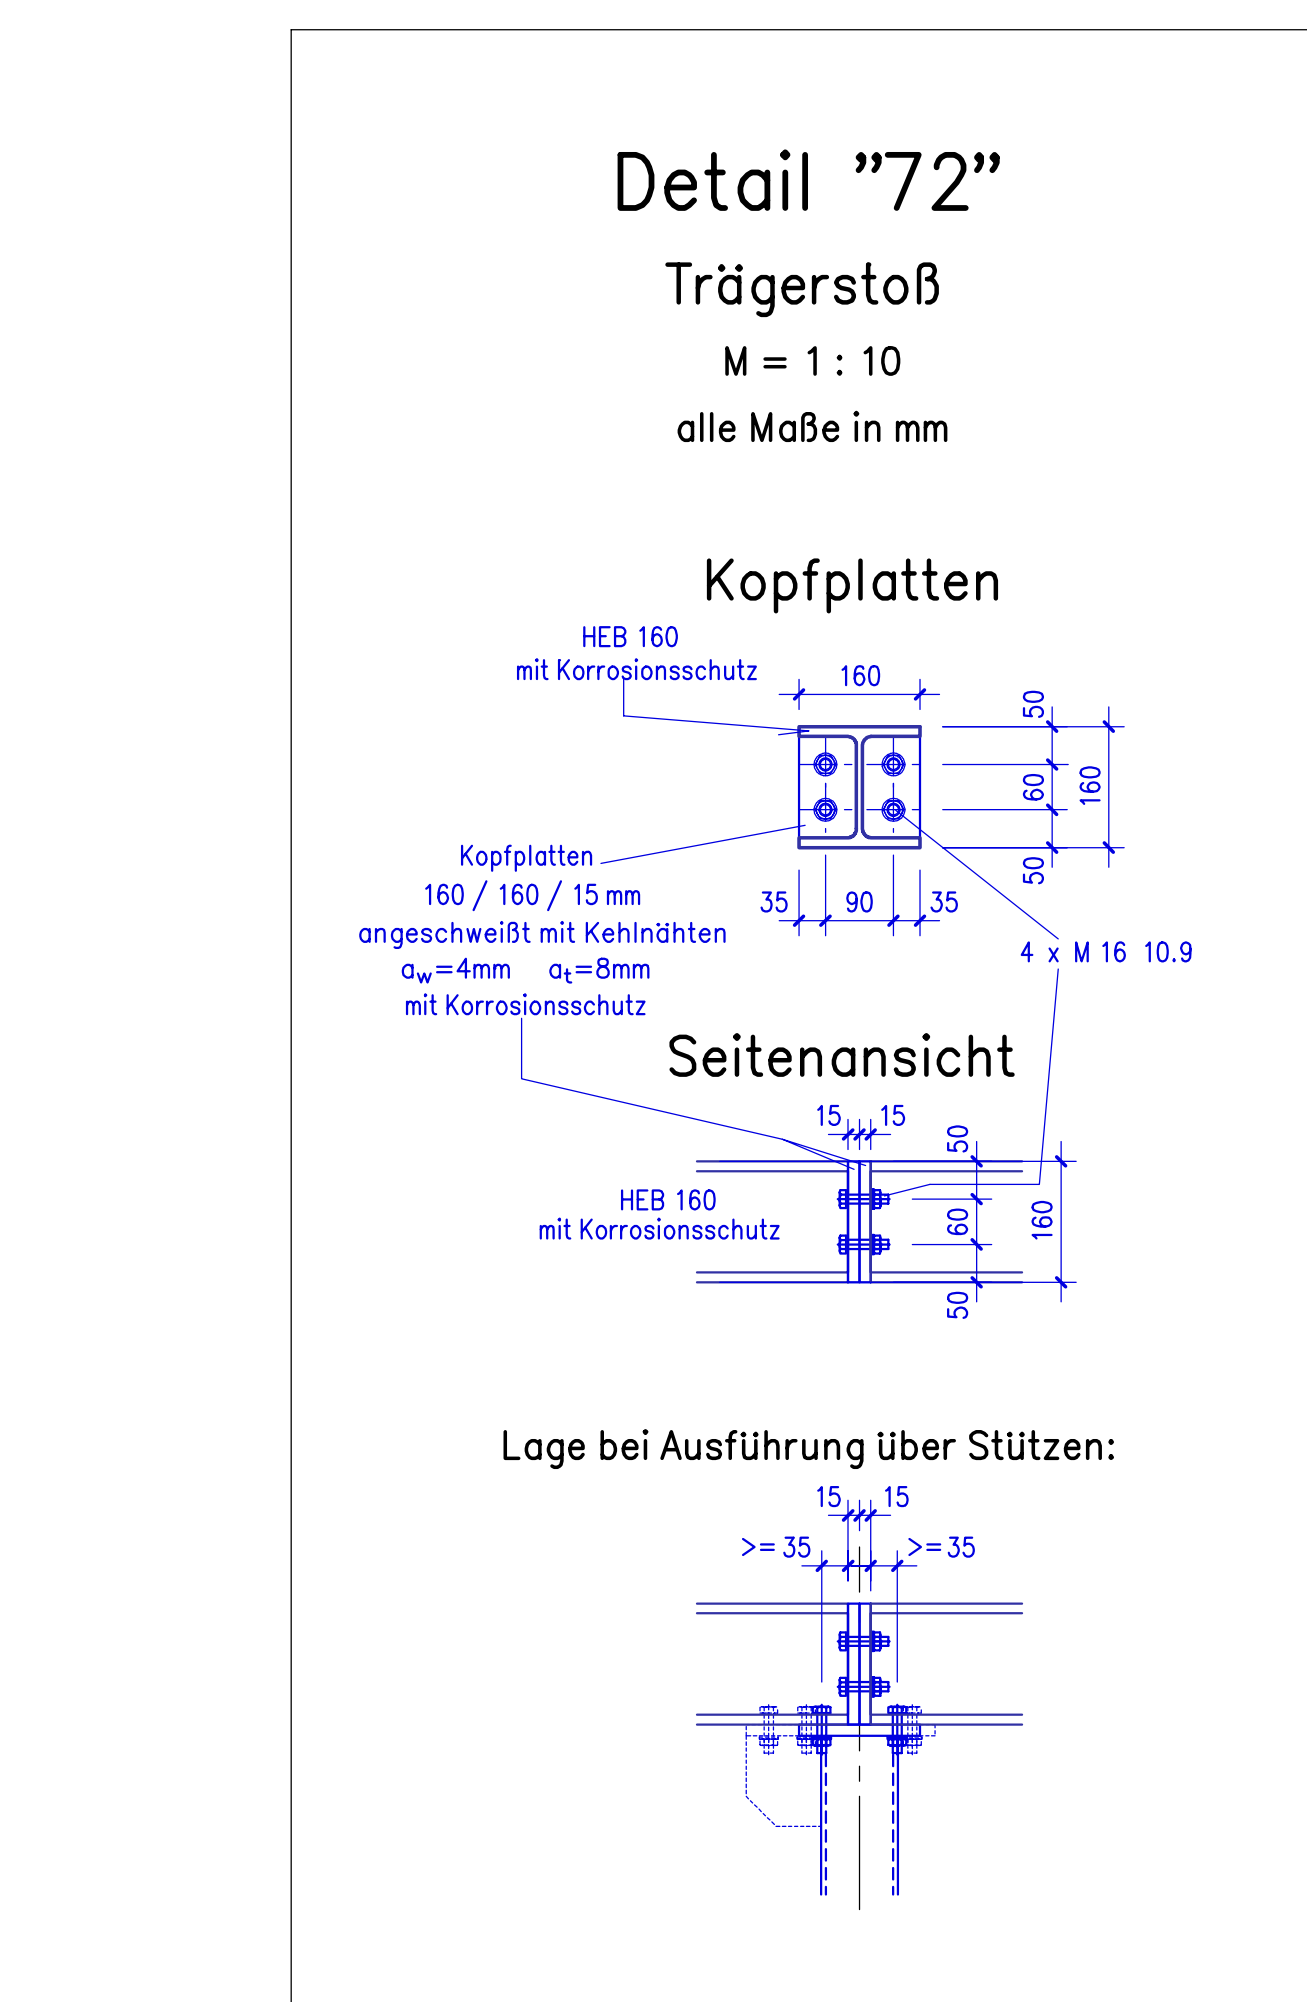 Detail "72"
Trägerstoß
M = 1 : 10
alle Maße in mm
Kopfplatten
HEB 160
mit Korrosionsschutz
160
50
60
160
50
Kopfplatten
160 / 160 / 15 mm
angeschweißt mit Kehlnähten
aw=4mm at=8mm
mit Korrosionsschutz
35 90 35
4 x M 16 10.9
Seitenansicht
15 15
50
HEB 160
mit Korrosionsschutz
60
160
50
Lage bei Ausführung über Stützen:
15 15
>= 35 >= 35